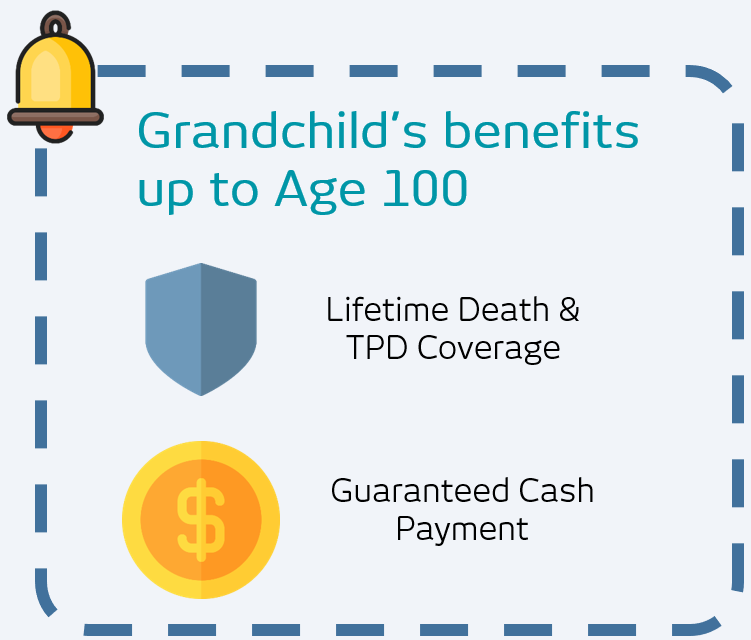 Grandchild's benefits
up to Age 100
Lifetime Death &
TPD Coverage
$
Guaranteed Cash
Payment